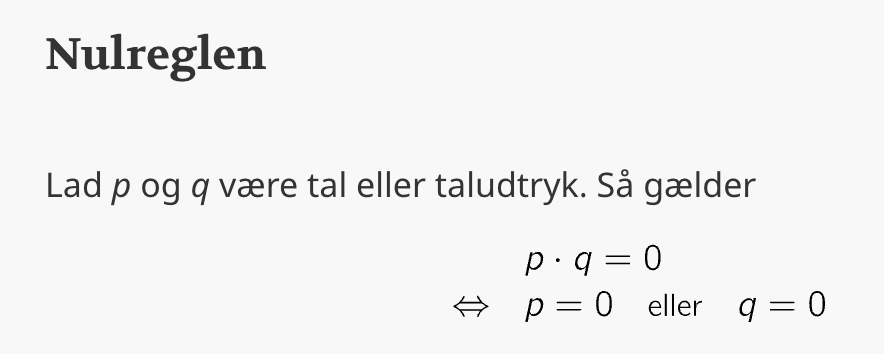 Nulreglen
Lad p og q være tal eller taludtryk. Så gælder
p · q = 0
⇔ p = 0 eller q = 0